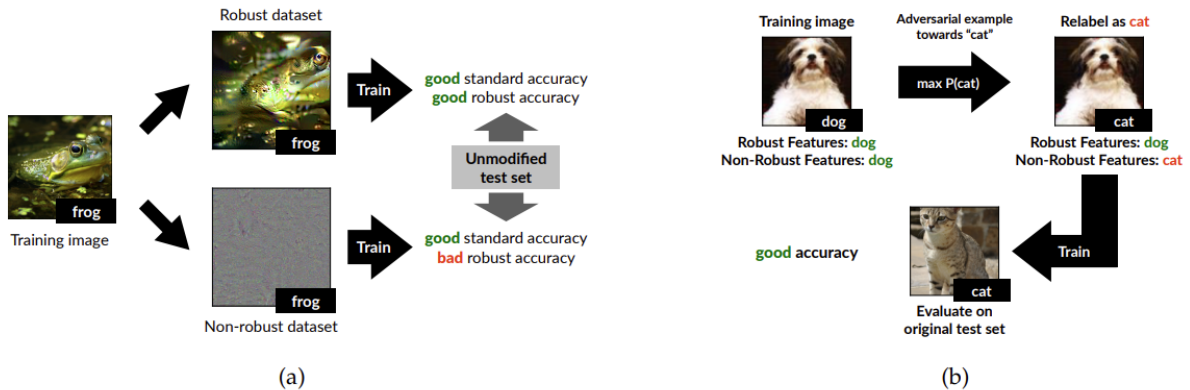 Robust dataset
frog
Train
good standard accuracy
good robust accuracy
Unmodified
test set
frog
Training image
frog
Non-robust dataset
Train
good standard accuracy
bad robust accuracy
(a)
Training image
dog
Robust Features: dog
Non-Robust Features: dog
Adversarial example
towards “cat”
max P(cat)
Relabel as cat
cat
Robust Features: dog
Non-Robust Features: cat
Train
good accuracy
cat
Evaluate on
original test set
(b)